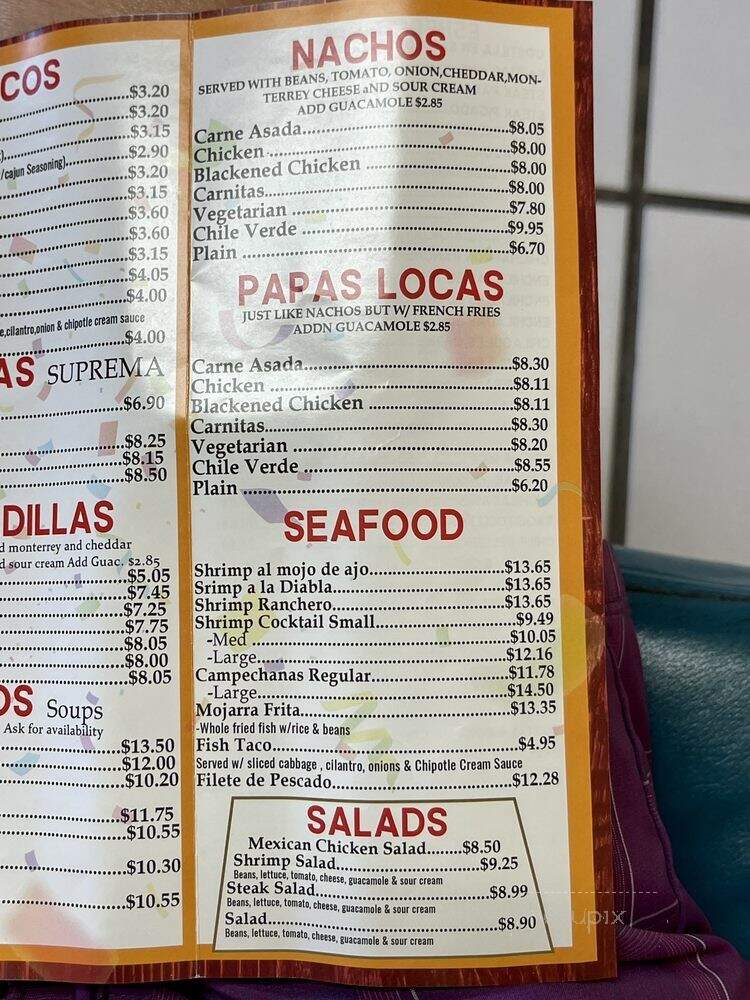 COS
$3.20
$3.20
$3.15
$2.90
/cajun Seasoning) $3.20
$3.15
$3.60
$3.60
$3.15
$4.05
$4.00
e,cilantro,onion & chipotle cream sauce
$4.00
AS SUPREMA
$6.90
$8.25
$8.15
$8.50
DILLAS
d monterrey and cheddar
d sour cream Add Guac. $2.85
$5.05
$7.45
$7.25
$7.75
$8.05
$8.00
$8.05
OS Soups
Ask for availability
$13.50
$12.00
$10.20
$11.75
$10.55
$10.30
$10.55
NACHOS
SERVED WITH BEANS, TOMATO, ONION,CHEDDAR,MON-
TERREY CHEESE aND SOUR CREAM
ADD GUACAMOLE $2.85
Carne Asada $8.05
Chicken $8.00
Blackened Chicken $8.00
Carnitas $8.00
Vegetarian $7.80
Chile Verde $9.95
Plain $6.70
PAPAS LOCAS
JUST LIKE NACHOS BUT W/ FRENCH FRIES
ADDN GUACAMOLE $2.85
Carne Asada $8.30
Chicken $8.11
Blackened Chicken $8.11
Carnitas $8.30
Vegetarian $8.20
Chile Verde $8.55
Plain $6.20
SEAFOOD
Shrimp al mojo de ajo $13.65
Srimp a la Diabla $13.65
Shrimp Ranchero $13.65
Shrimp Cocktail Small $9.49
-Med $10.05
-Large $12.16
Campechanas Regular $11.78
-Large $14.50
Mojarra Frita $13.35
-Whole fried fish w/rice & beans
Fish Taco $4.95
Served w/ sliced cabbage , cilantro, onions & Chipotle Cream Sauce
Filete de Pescado $12.28
SALADS
Mexican Chicken Salad $8.50
Shrimp Salad $9.25
Beans, lettuce, tomato, cheese, guacamole & sour cream
Steak Salad $8.99
Beans, lettuce, tomato, cheese, guacamole & sour cream
Salad $8.90
Beans, lettuce, tomato, cheese, guacamole & sour cream